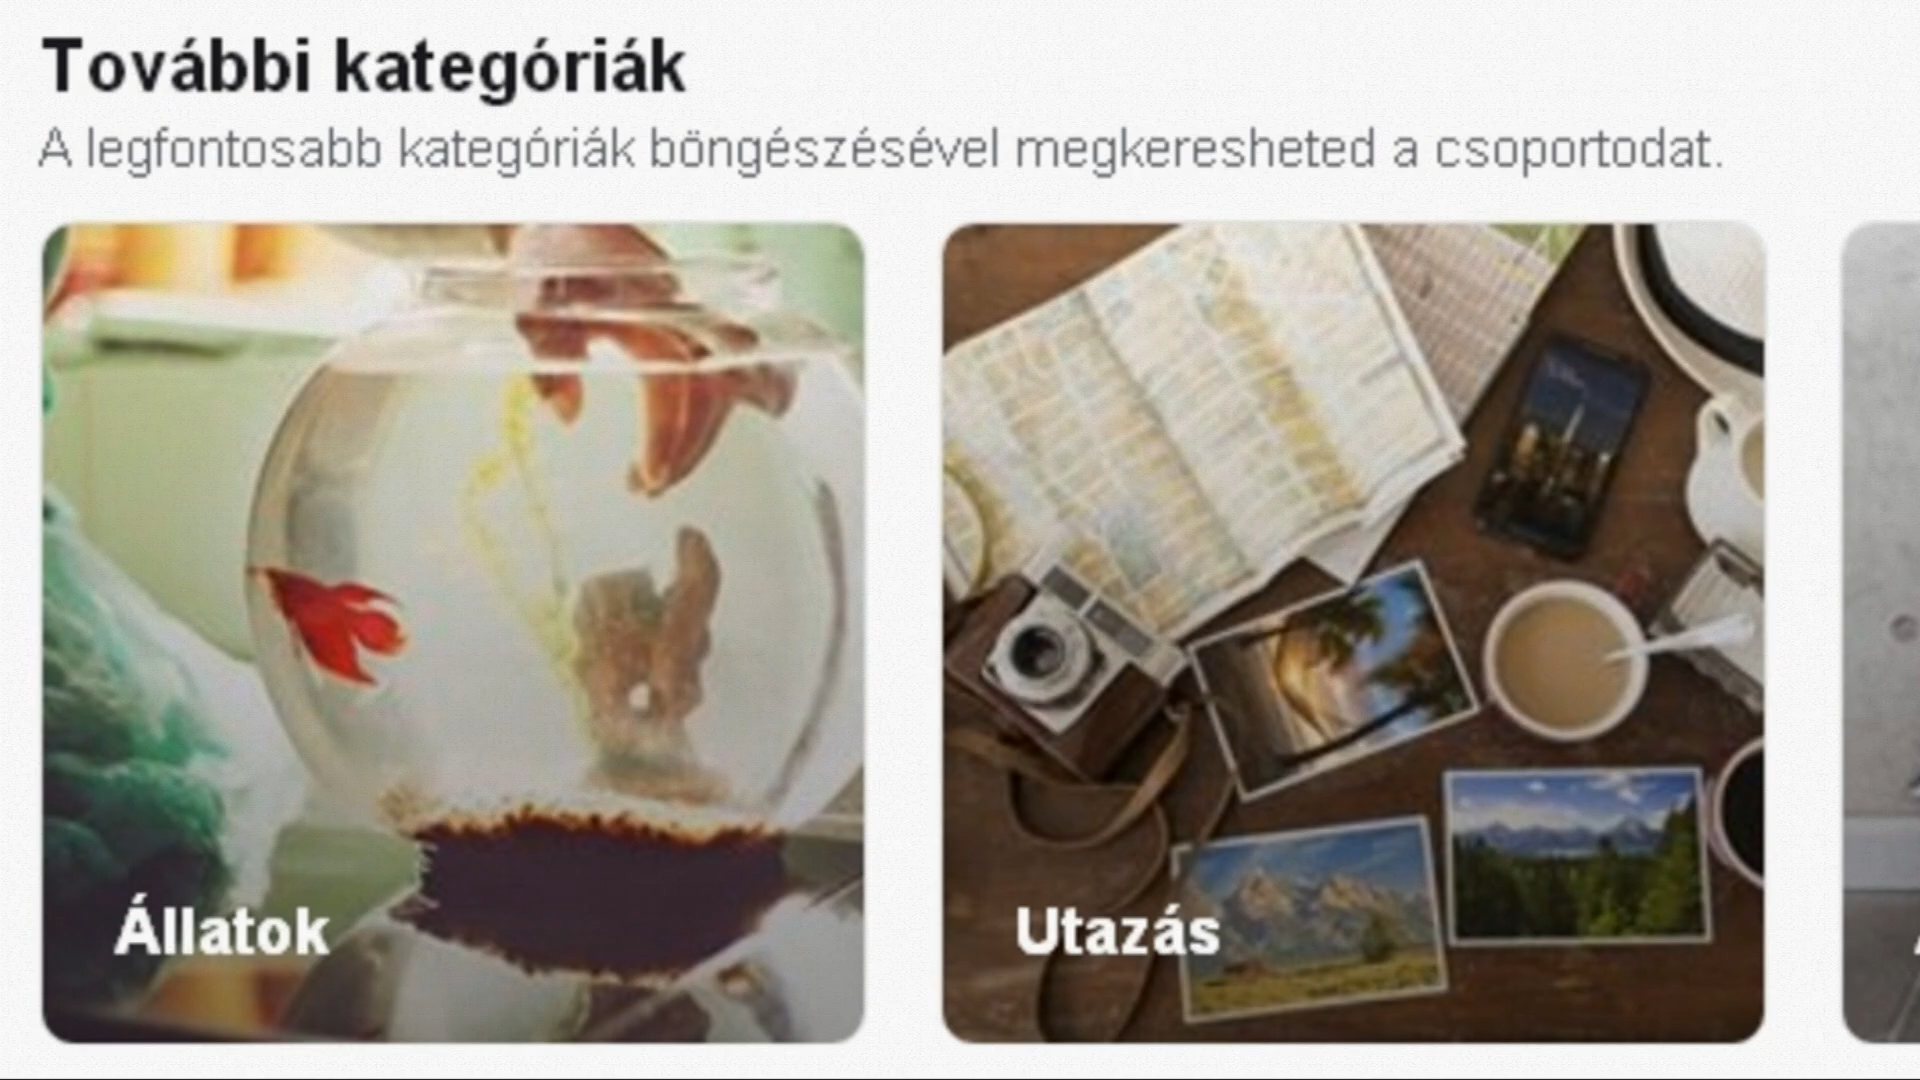 További kategóriák
A legfontosabb kategóriák böngészésével megkeresheted a csoportodat.
Állatok
Utazás